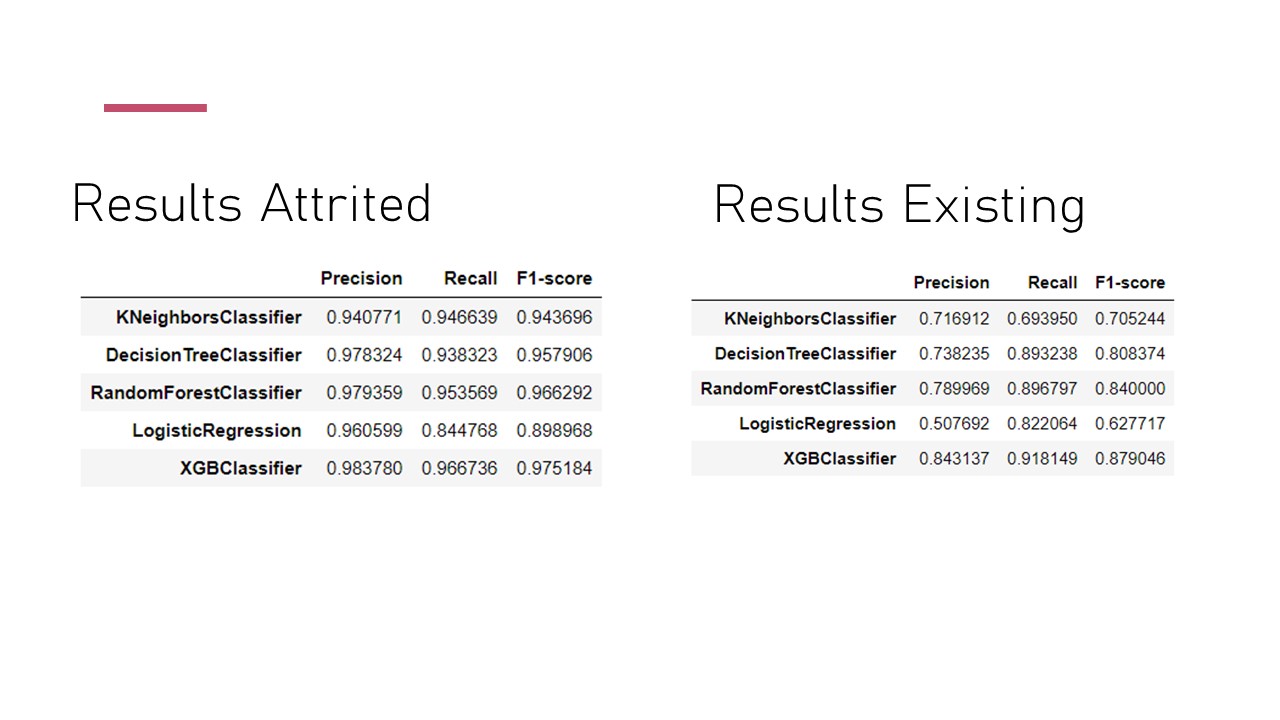 Results Attrited
Precision Recall F1-score
KNeighborsClassifier 0.940771 0.946639 0.943696
DecisionTreeClassifier 0.978324 0.938323 0.957906
RandomForestClassifier 0.979359 0.953569 0.966292
LogisticRegression 0.960599 0.844768 0.898968
XGBClassifier 0.983780 0.966736 0.975184
Results Existing
Precision Recall F1-score
KNeighborsClassifier 0.716912 0.693950 0.705244
DecisionTreeClassifier 0.738235 0.893238 0.808374
RandomForestClassifier 0.789969 0.896797 0.840000
LogisticRegression 0.507692 0.822064 0.627717
XGBClassifier 0.843137 0.918149 0.879046